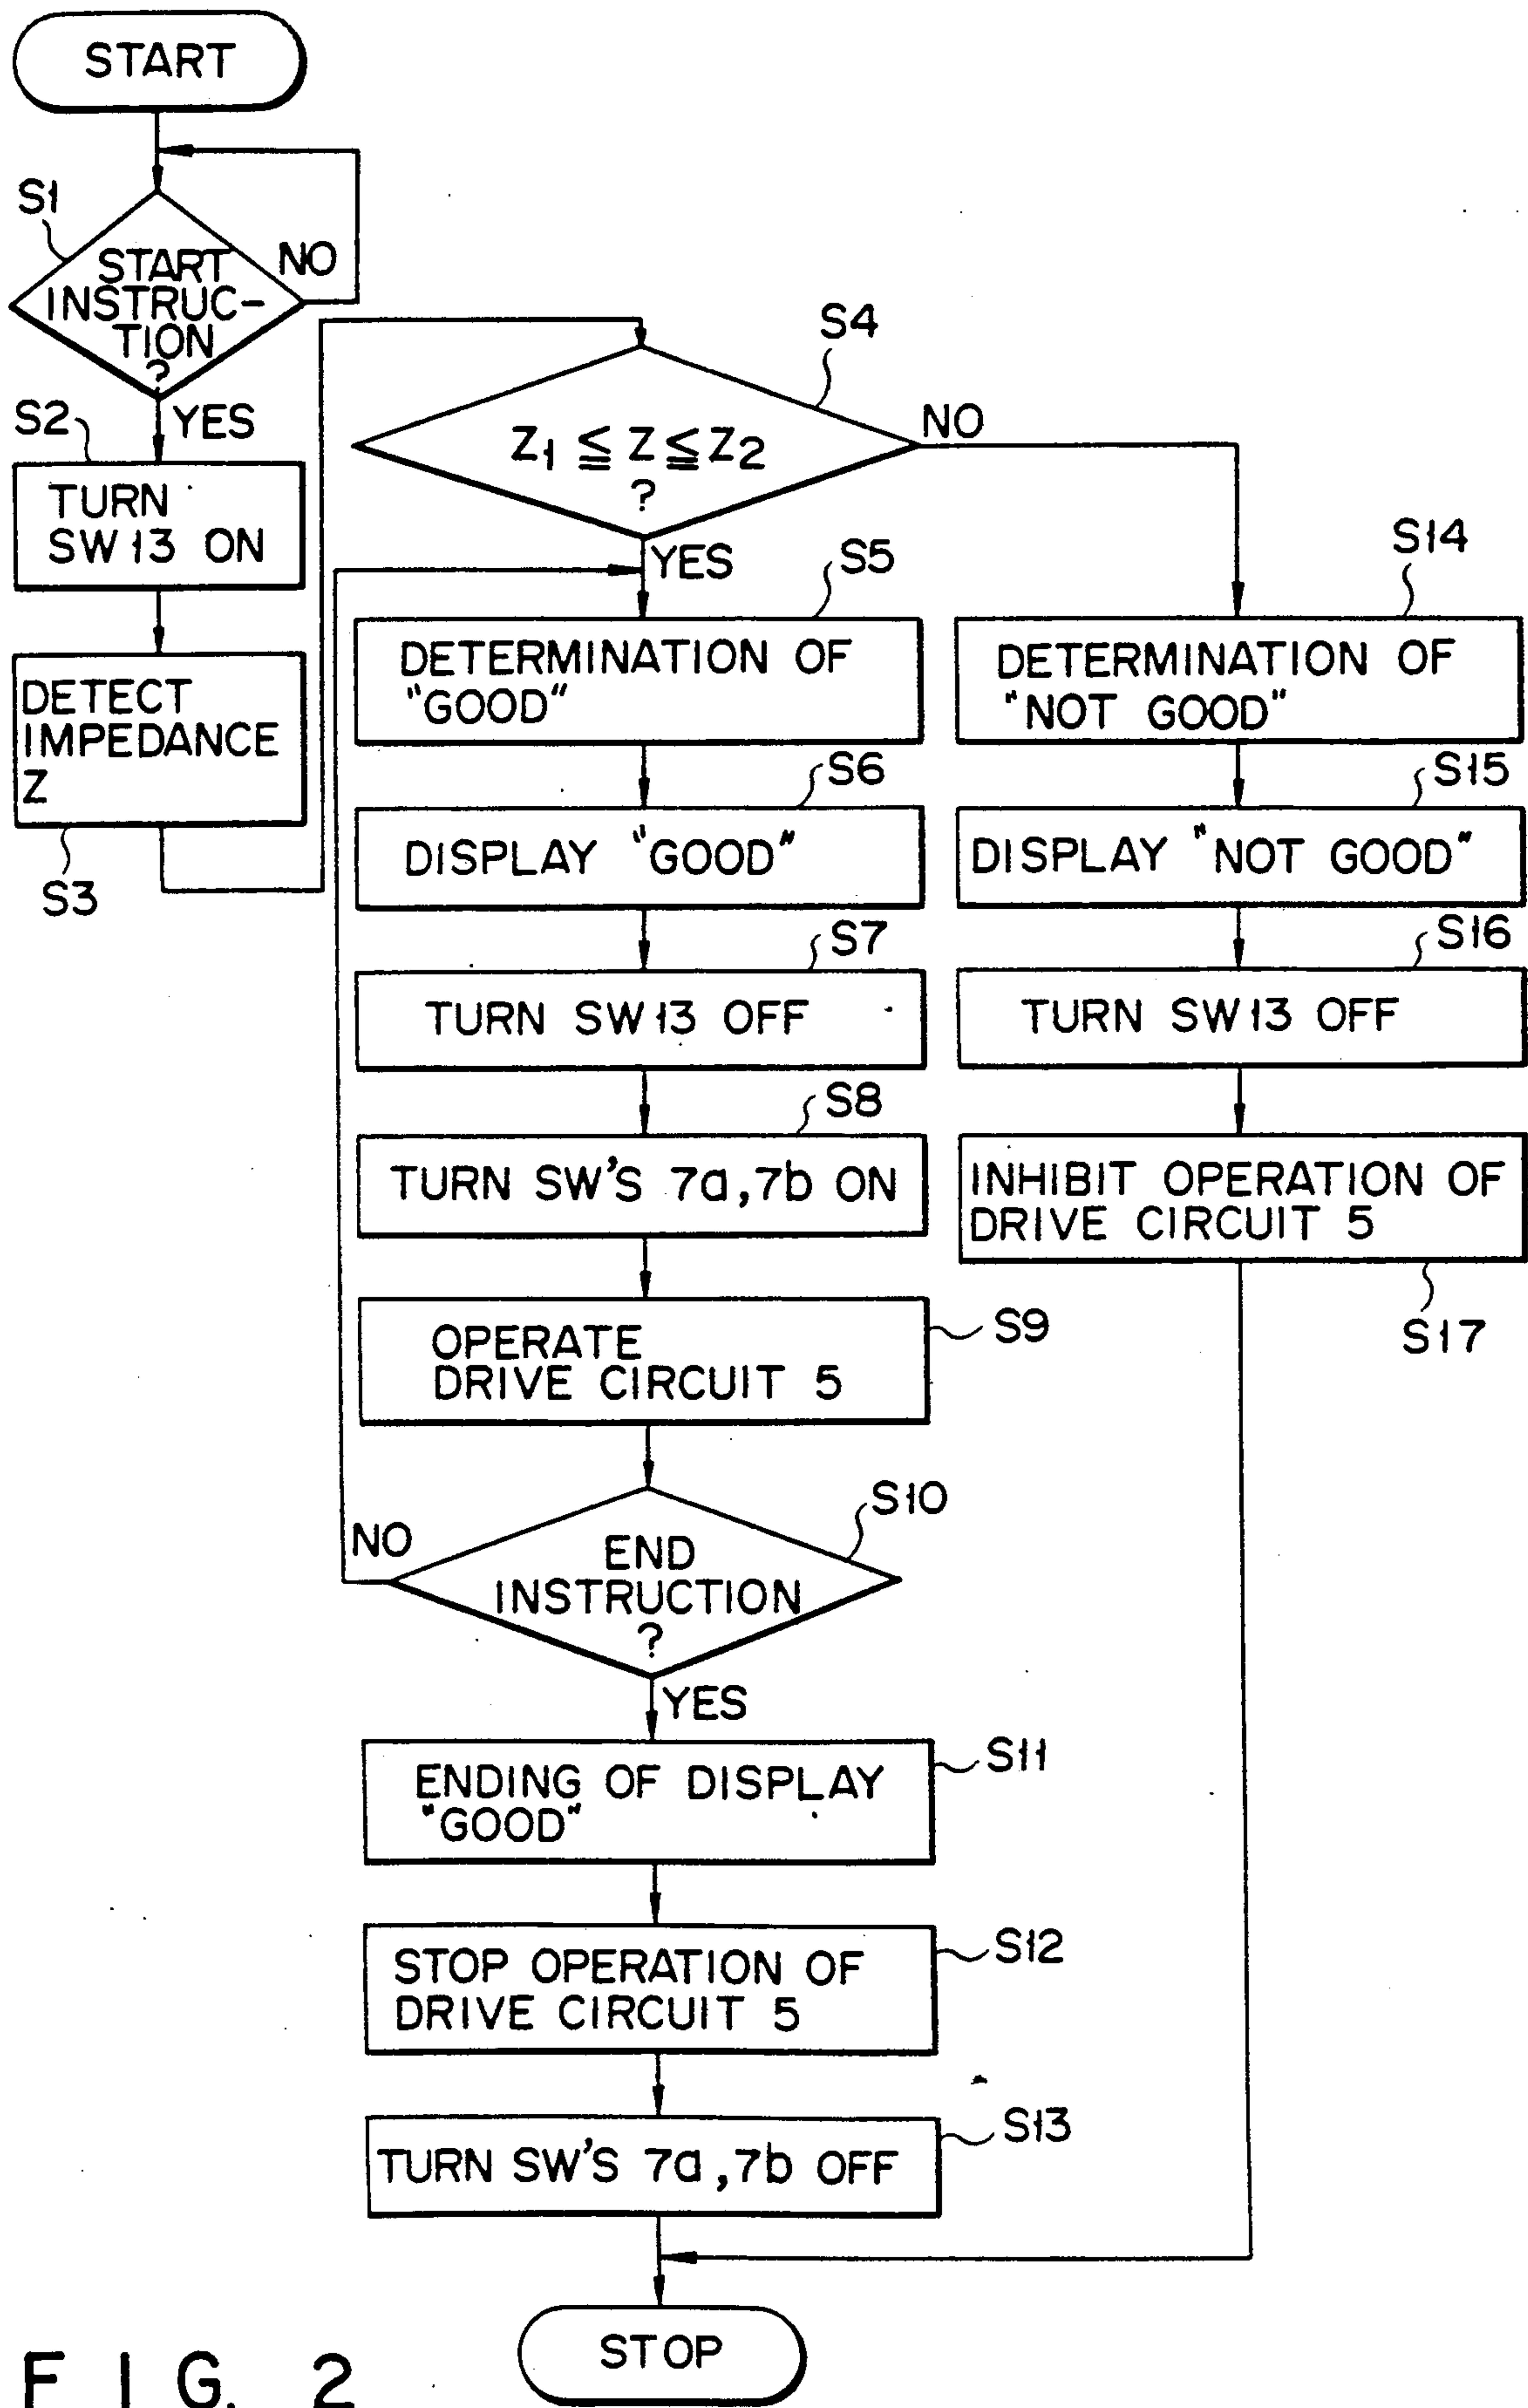 START
S1
START
INSTRUC-
TION
?
NO
YES
S2
TURN
SW 13 ON
DETECT
IMPEDANCE
Z
S3
S4
Z1 ≦ Z ≦ Z2
?
NO
YES
S5
DETERMINATION OF
"GOOD"
S6
DISPLAY "GOOD"
S7
TURN SW 13 OFF
S8
TURN SW'S 7a, 7b ON
OPERATE
DRIVE CIRCUIT 5
S9
S10
END
INSTRUCTION
?
NO
YES
ENDING OF DISPLAY
"GOOD"
S11
STOP OPERATION OF
DRIVE CIRCUIT 5
S12
TURN SW'S 7a, 7b OFF
S13
S14
DETERMINATION OF
"NOT GOOD"
S15
DISPLAY "NOT GOOD"
S16
TURN SW 13 OFF
INHIBIT OPERATION OF
DRIVE CIRCUIT 5
S17
STOP
FIG. 2